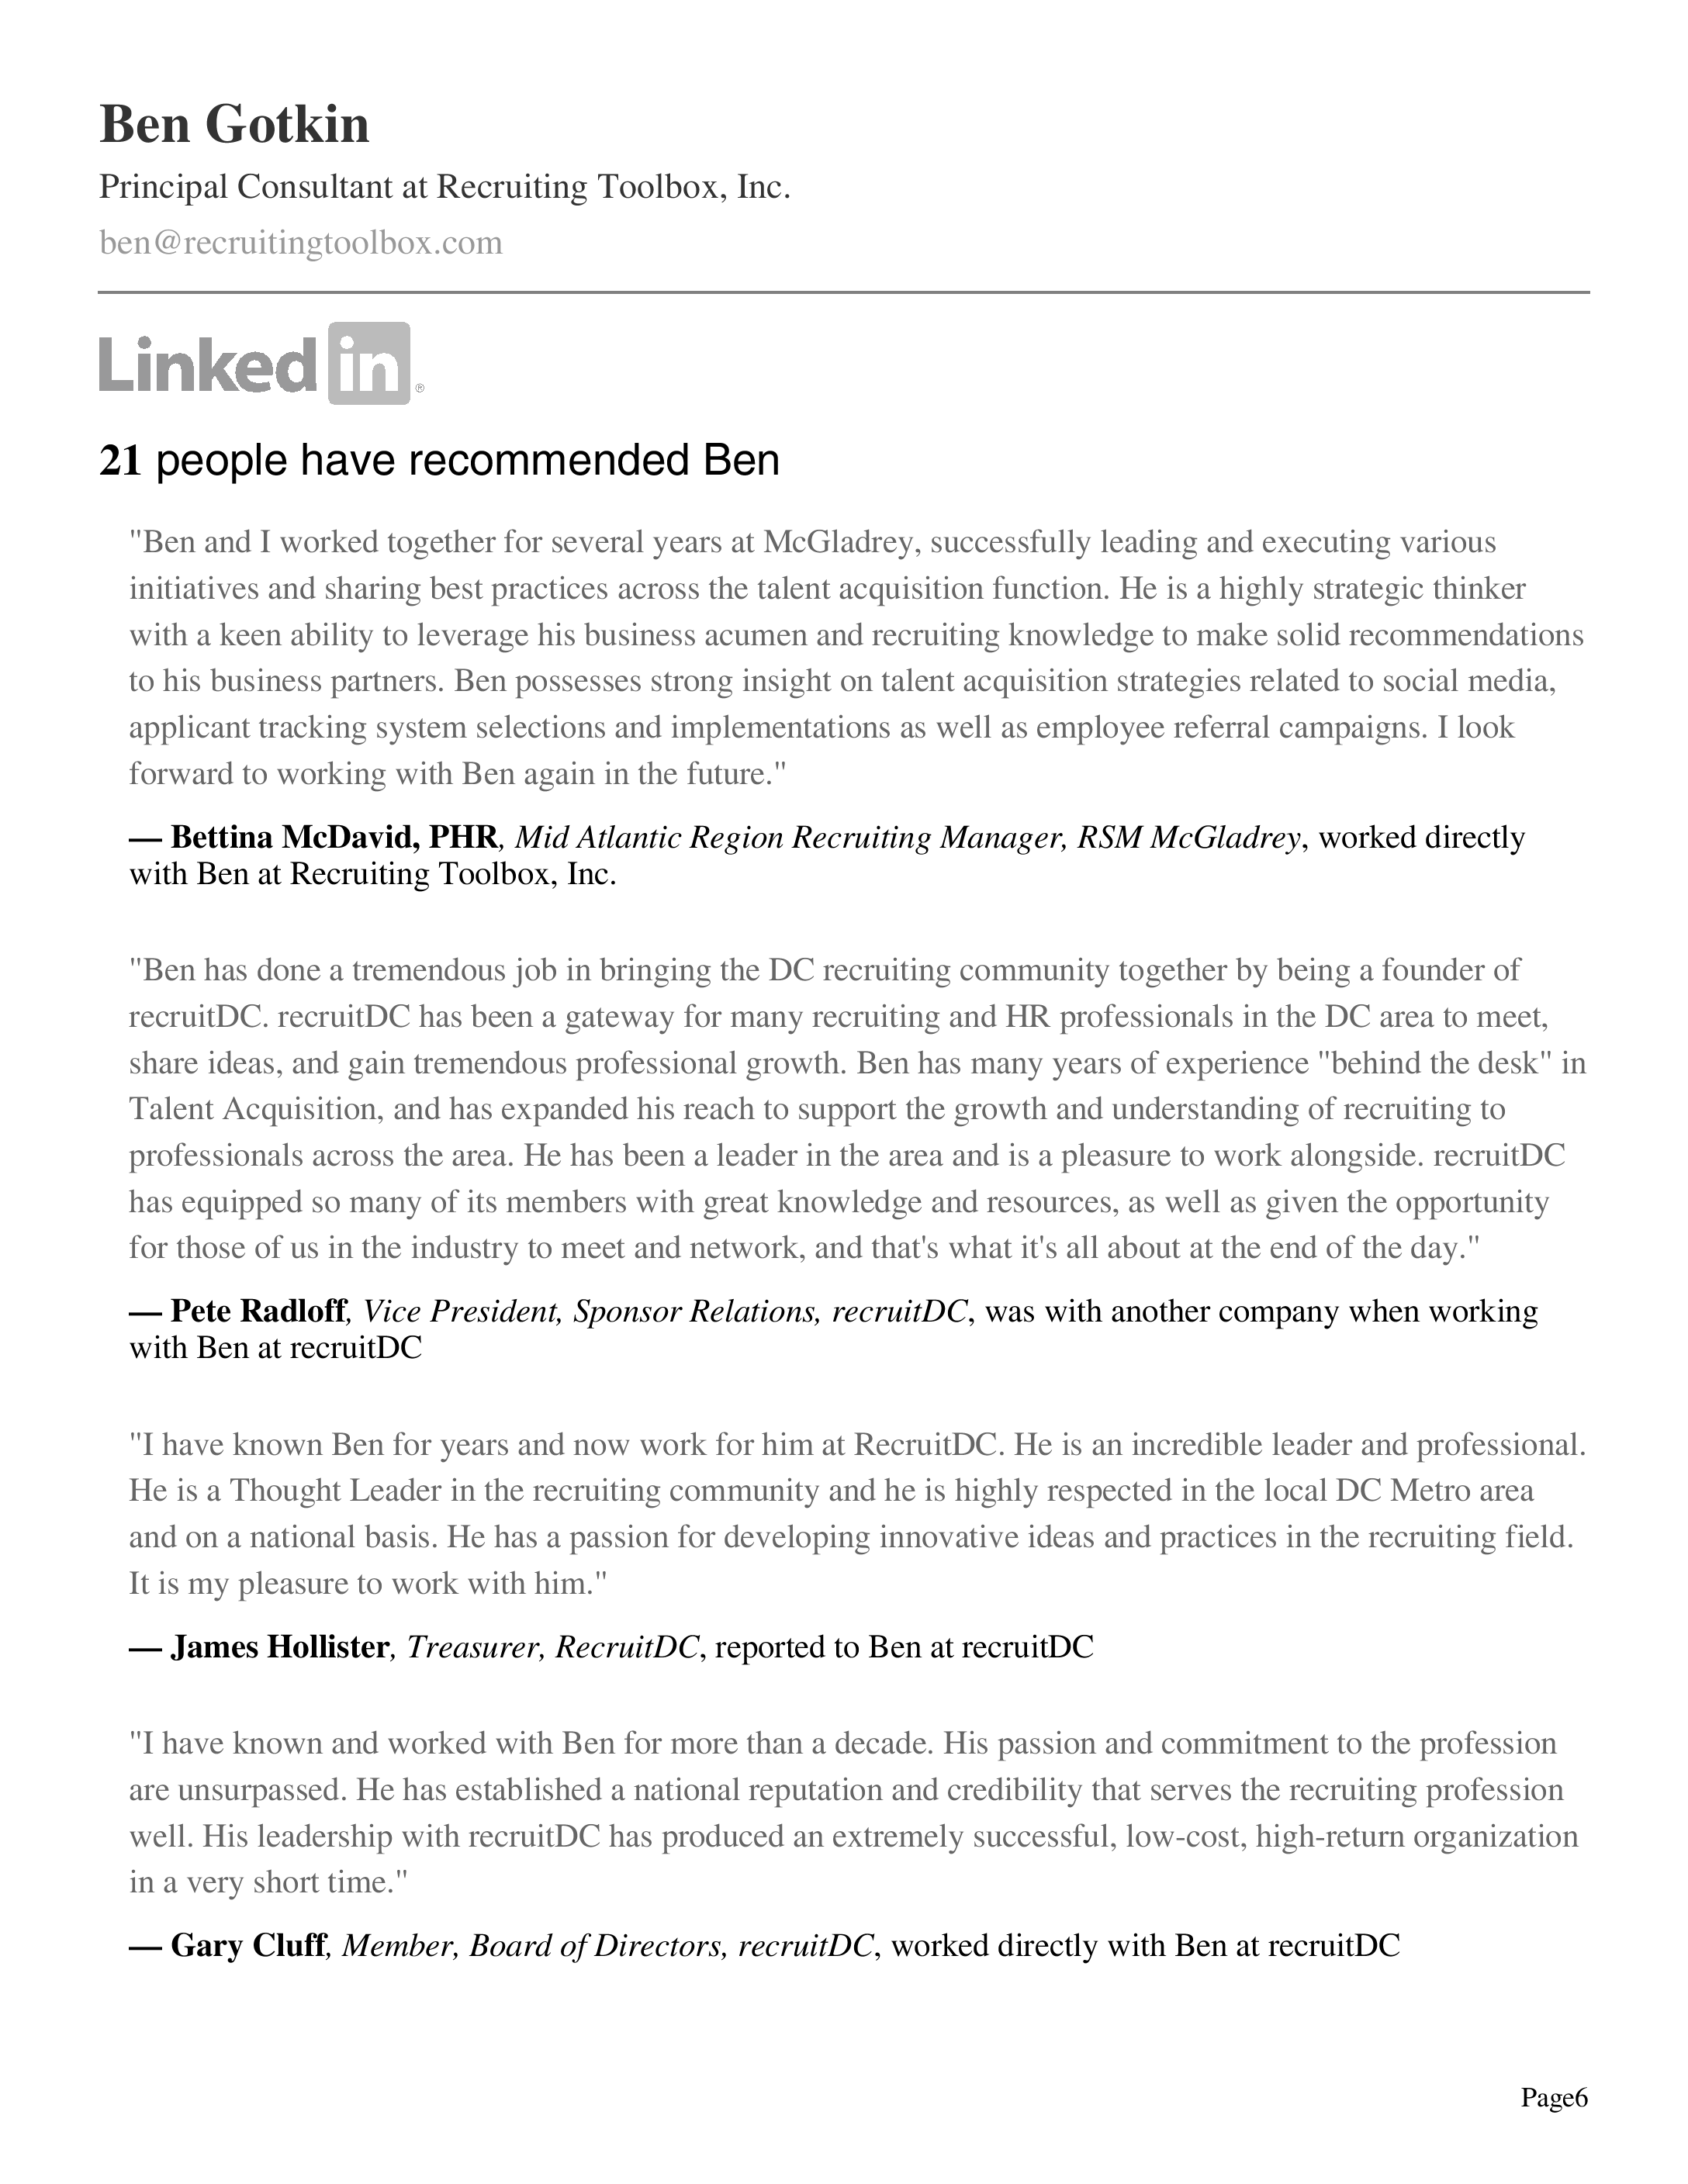 Ben Gotkin
Principal Consultant at Recruiting Toolbox, Inc.
ben@recruitingtoolbox.com
Linked in ®
21 people have recommended Ben
"Ben and I worked together for several years at McGladrey, successfully leading and executing various
initiatives and sharing best practices across the talent acquisition function. He is a highly strategic thinker
with a keen ability to leverage his business acumen and recruiting knowledge to make solid recommendations
to his business partners. Ben possesses strong insight on talent acquisition strategies related to social media,
applicant tracking system selections and implementations as well as employee referral campaigns. I look
forward to working with Ben again in the future."
— Bettina McDavid, PHR, Mid Atlantic Region Recruiting Manager, RSM McGladrey, worked directly
with Ben at Recruiting Toolbox, Inc.
"Ben has done a tremendous job in bringing the DC recruiting community together by being a founder of
recruitDC. recruitDC has been a gateway for many recruiting and HR professionals in the DC area to meet,
share ideas, and gain tremendous professional growth. Ben has many years of experience "behind the desk" in
Talent Acquisition, and has expanded his reach to support the growth and understanding of recruiting to
professionals across the area. He has been a leader in the area and is a pleasure to work alongside. recruitDC
has equipped so many of its members with great knowledge and resources, as well as given the opportunity
for those of us in the industry to meet and network, and that's what it's all about at the end of the day."
— Pete Radloff, Vice President, Sponsor Relations, recruitDC, was with another company when working
with Ben at recruitDC
"I have known Ben for years and now work for him at RecruitDC. He is an incredible leader and professional.
He is a Thought Leader in the recruiting community and he is highly respected in the local DC Metro area
and on a national basis. He has a passion for developing innovative ideas and practices in the recruiting field.
It is my pleasure to work with him."
— James Hollister, Treasurer, RecruitDC, reported to Ben at recruitDC
"I have known and worked with Ben for more than a decade. His passion and commitment to the profession
are unsurpassed. He has established a national reputation and credibility that serves the recruiting profession
well. His leadership with recruitDC has produced an extremely successful, low-cost, high-return organization
in a very short time."
— Gary Cluff, Member, Board of Directors, recruitDC, worked directly with Ben at recruitDC
Page6